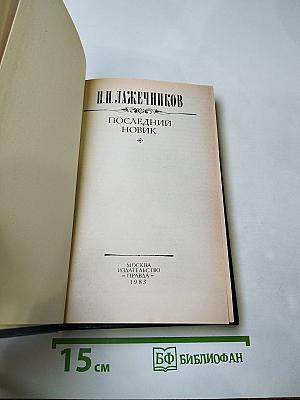 И.И. ЛАЖЕЧНИКОВ
ПОСЛЕДНИЙ
НОВИК
МОСКВА
ИЗДАТЕЛЬСТВО
«ПРАВДА»
1983
15 см
БФ БИБЛИОФАН